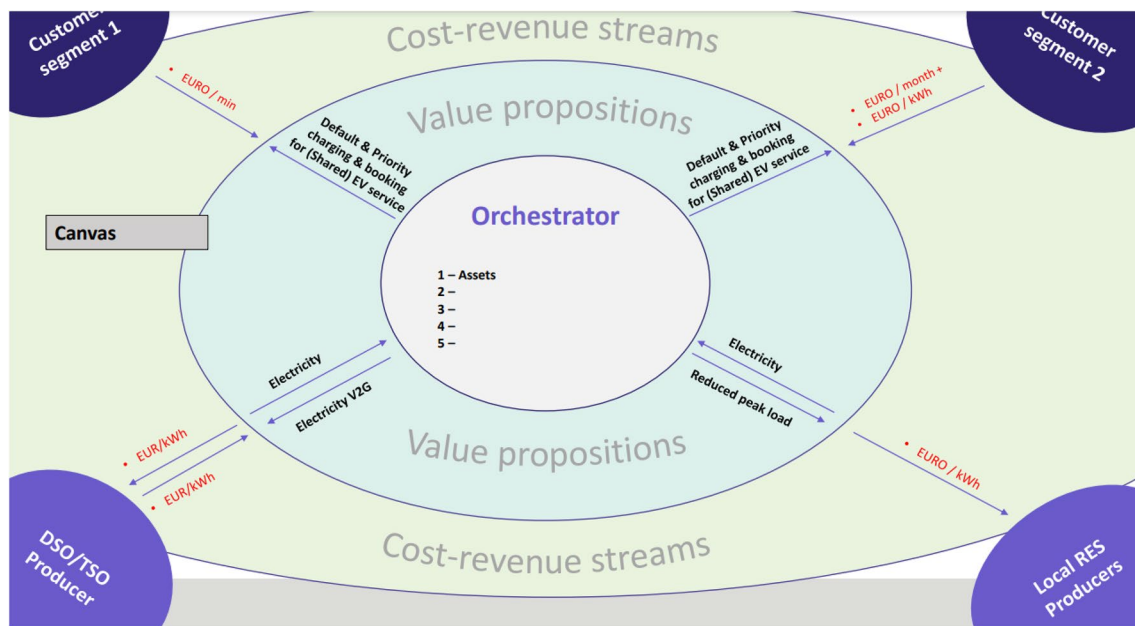 Customer
segment 1
Cost-revenue streams
Customer
segment 2
• EURO / min
• EURO / month +
• EURO / kWh
Value propositions
Default & Priority
charging & booking
for (Shared) EV service
Default & Priority
charging & booking
for (Shared) EV service
Canvas
Orchestrator
1 – Assets
2 –
3 –
4 –
5 –
Electricity
Electricity V2G
Electricity
Reduced peak load
Value propositions
• EUR/kWh
• EUR/kWh
• EURO / kWh
Cost-revenue streams
DSO/TSO
Producer
Local RES
Producers